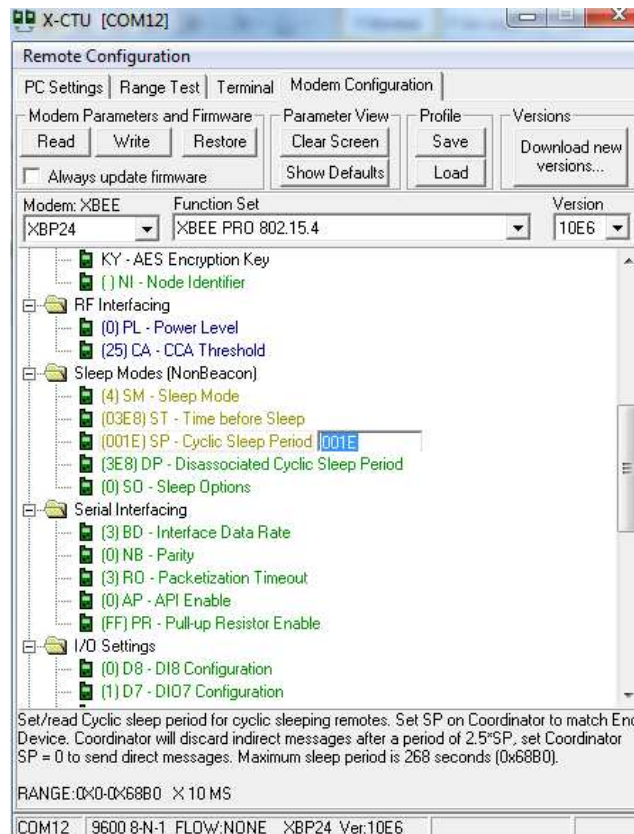 X-CTU [COM12]
Remote Configuration
PC Settings Range Test Terminal Modem Configuration
Modem Parameters and Firmware Parameter View Profile Versions
Read Write Restore Clear Screen Save Download new versions...
Always update firmware Show Defaults Load
Modem: XBEE Function Set Version
XBP24 XBEE PRO 802.15.4 10E6
KY - AES Encryption Key
( ) NI - Node Identifier
RF Interfacing
(0) PL - Power Level
(25) CA - CCA Threshold
Sleep Modes (NonBeacon)
(4) SM - Sleep Mode
(03E8) ST - Time before Sleep
(001E) SP - Cyclic Sleep Period 001E
(3E8) DP - Disassociated Cyclic Sleep Period
(0) SO - Sleep Options
Serial Interfacing
(3) BD - Interface Data Rate
(0) NB - Parity
(3) RO - Packetization Timeout
(0) AP - API Enable
(FF) PR - Pull-up Resistor Enable
I/O Settings
(0) D8 - DI8 Configuration
(1) D7 - DIO7 Configuration
Set/read Cyclic sleep period for cyclic sleeping remotes. Set SP on Coordinator to match End
Device. Coordinator will discard indirect messages after a period of 2.5*SP, set Coordinator
SP = 0 to send direct messages. Maximum sleep period is 268 seconds (0x68B0).
RANGE:0X0-0X68B0 X 10 MS
COM12 9600 8-N-1 FLOW:NONE XBP24 Ver:10E6